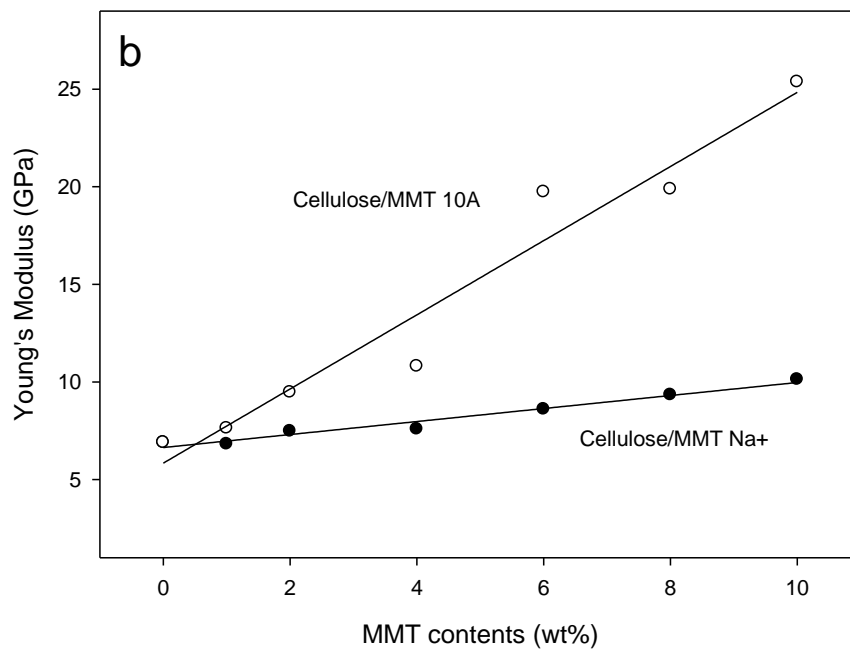 b
25
Cellulose/MMT 10A
20
Young's Modulus (GPa)
15
10
Cellulose/MMT Na+
5
0 2 4 6 8 10
MMT contents (wt%)